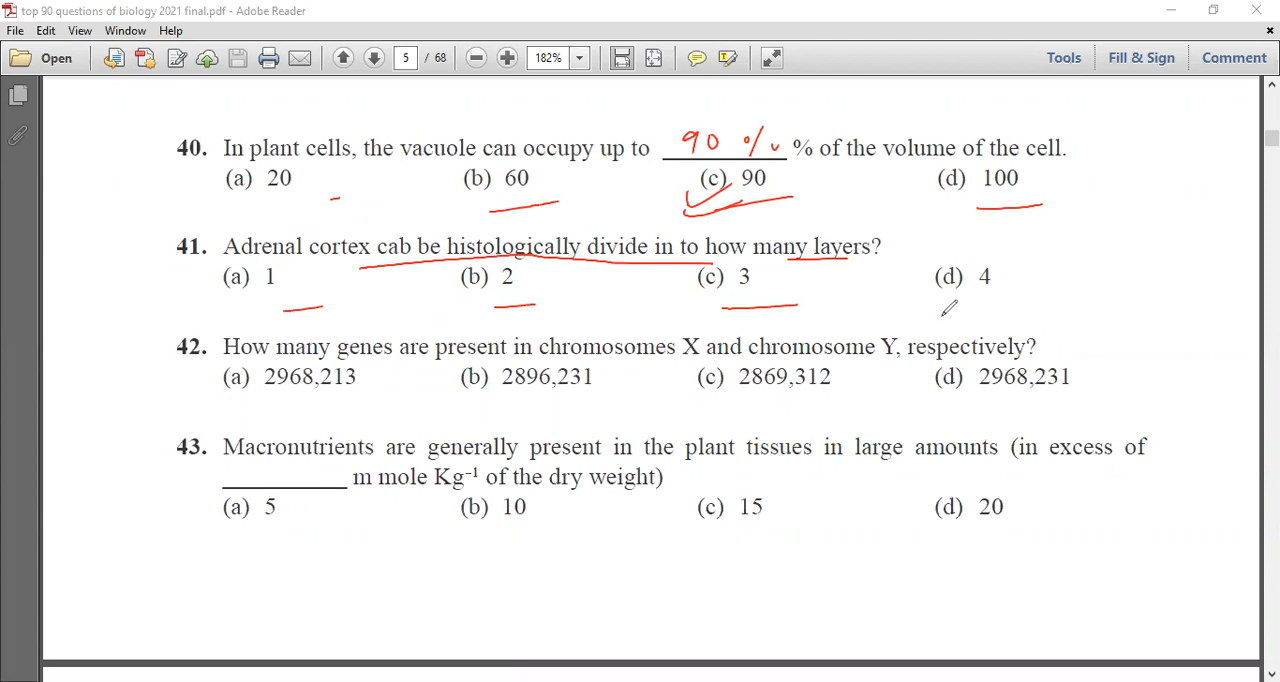 top 90 questions of biology 2021 final.pdf - Adobe Reader
File Edit View Window Help
Open 5 / 68 182% Tools Fill & Sign Comment
40. In plant cells, the vacuole can occupy up to 90 % % of the volume of the cell.
(a) 20 (b) 60 (c) 90 (d) 100
41. Adrenal cortex cab be histologically divide in to how many layers?
(a) 1 (b) 2 (c) 3 (d) 4
42. How many genes are present in chromosomes X and chromosome Y, respectively?
(a) 2968,213 (b) 2896,231 (c) 2869,312 (d) 2968,231
43. Macronutrients are generally present in the plant tissues in large amounts (in excess of
__________ m mole Kg⁻¹ of the dry weight)
(a) 5 (b) 10 (c) 15 (d) 20